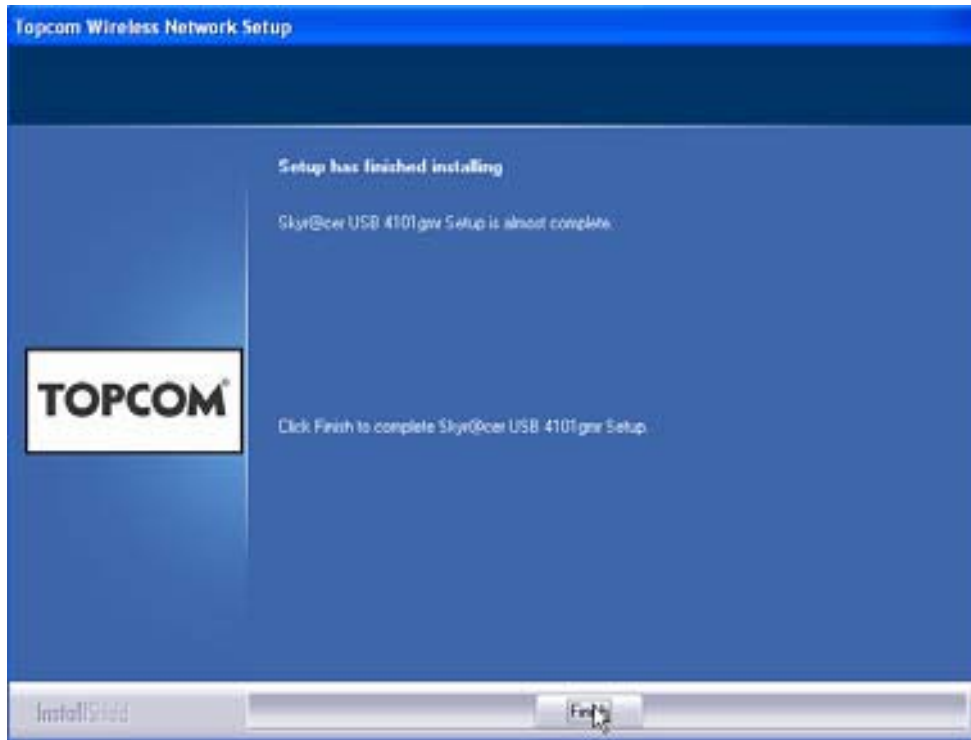 Topcom Wireless Network Setup
Setup has finished installing
Skyr@cer USB 4101gmr Setup is almost complete.
TOPCOM®
Click Finish to complete Skyr@cer USB 4101gmr Setup.
InstallShield
Finish